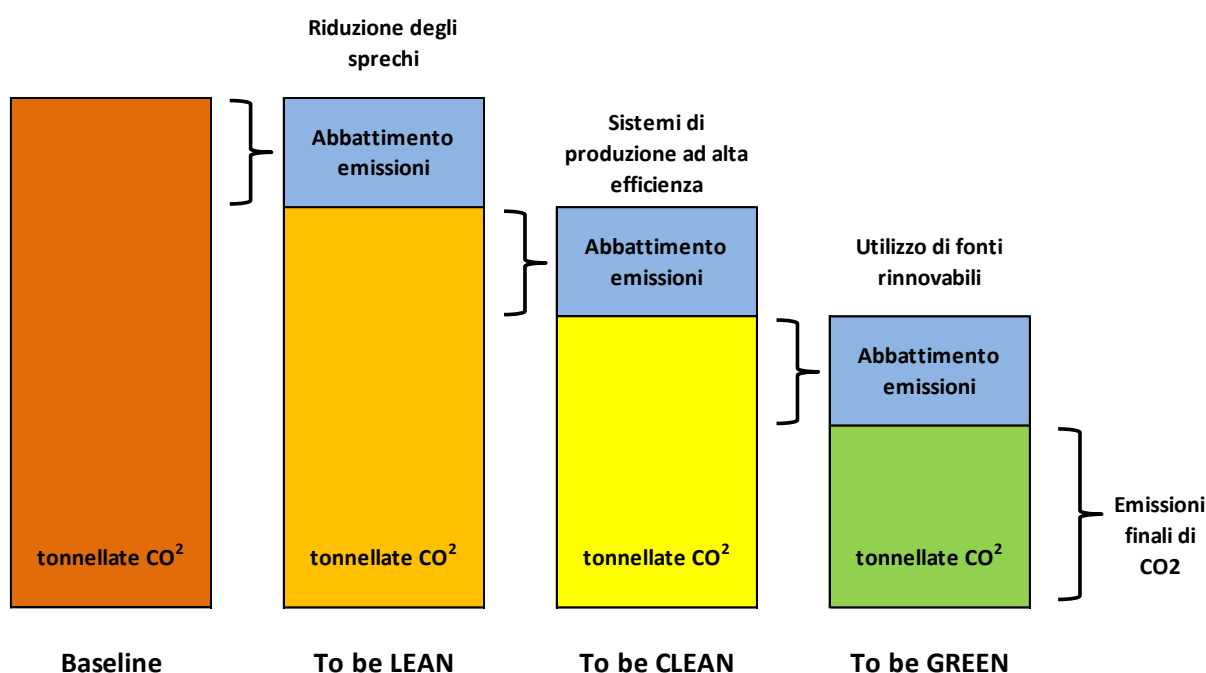 Riduzione degli
sprechi
Abbattimento
emissioni
Sistemi di
produzione ad alta
efficienza
Abbattimento
emissioni
Utilizzo di fonti
rinnovabili
Abbattimento
emissioni
tonnellate CO²
tonnellate CO²
tonnellate CO²
tonnellate CO²
Emissioni
finali di
CO2
Baseline
To be LEAN
To be CLEAN
To be GREEN